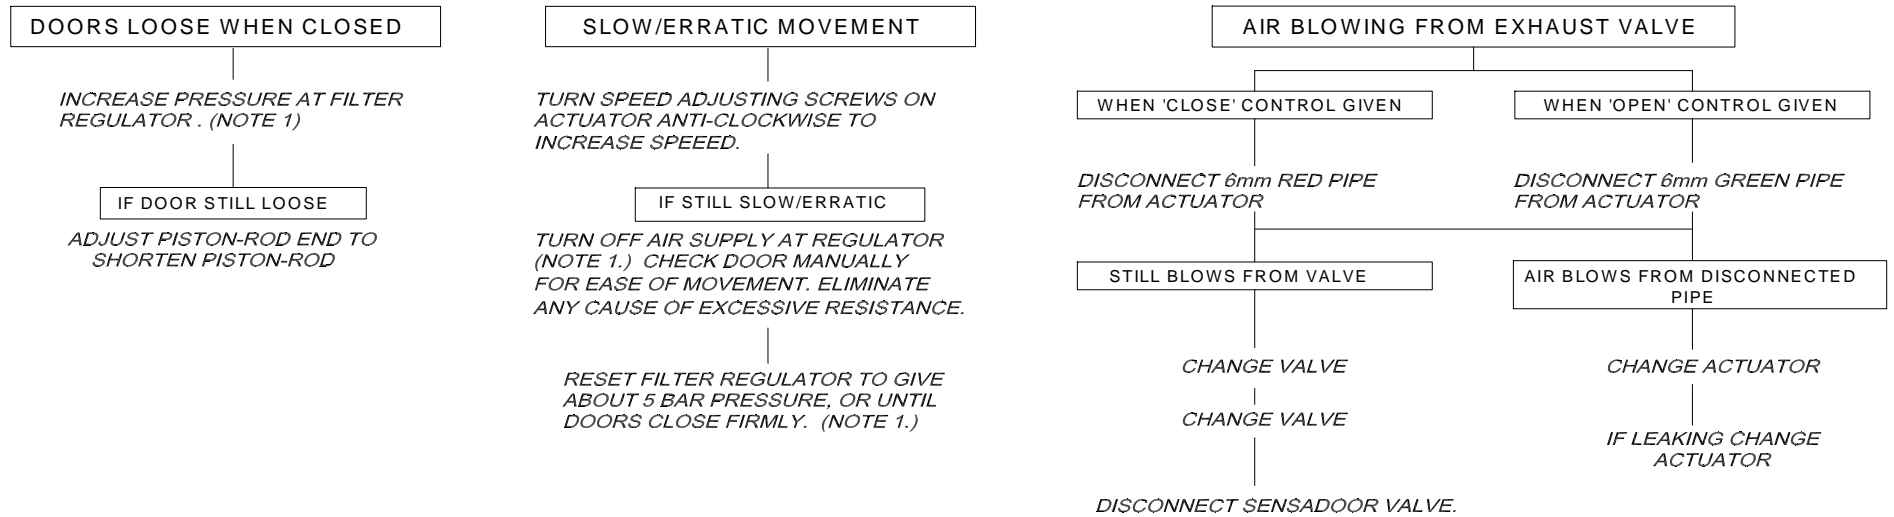 DOORS LOOSE WHEN CLOSED
INCREASE PRESSURE AT FILTER
REGULATOR . (NOTE 1)
IF DOOR STILL LOOSE
ADJUST PISTON-ROD END TO
SHORTEN PISTON-ROD
SLOW/ERRATIC MOVEMENT
TURN SPEED ADJUSTING SCREWS ON
ACTUATOR ANTI-CLOCKWISE TO
INCREASE SPEEED.
IF STILL SLOW/ERRATIC
TURN OFF AIR SUPPLY AT REGULATOR
(NOTE 1.) CHECK DOOR MANUALLY
FOR EASE OF MOVEMENT. ELIMINATE
ANY CAUSE OF EXCESSIVE RESISTANCE.
RESET FILTER REGULATOR TO GIVE
ABOUT 5 BAR PRESSURE, OR UNTIL
DOORS CLOSE FIRMLY. (NOTE 1.)
AIR BLOWING FROM EXHAUST VALVE
WHEN 'CLOSE' CONTROL GIVEN
DISCONNECT 6mm RED PIPE
FROM ACTUATOR
WHEN 'OPEN' CONTROL GIVEN
DISCONNECT 6mm GREEN PIPE
FROM ACTUATOR
STILL BLOWS FROM VALVE
CHANGE VALVE
CHANGE VALVE
DISCONNECT SENSADOOR VALVE.
AIR BLOWS FROM DISCONNECTED
PIPE
CHANGE ACTUATOR
IF LEAKING CHANGE
ACTUATOR